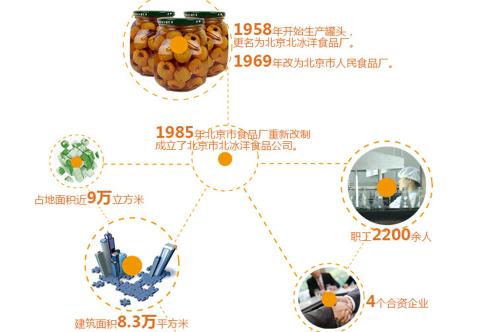 1958年开始生产罐头，
更名为北京北冰洋食品厂。
1969年改为北京市人民食品厂。
1985年北京市食品厂重新改制
成立了北京市北冰洋食品公司。
占地面积近9万立方米
职工2200余人
4个合资企业
建筑面积8.3万平方米